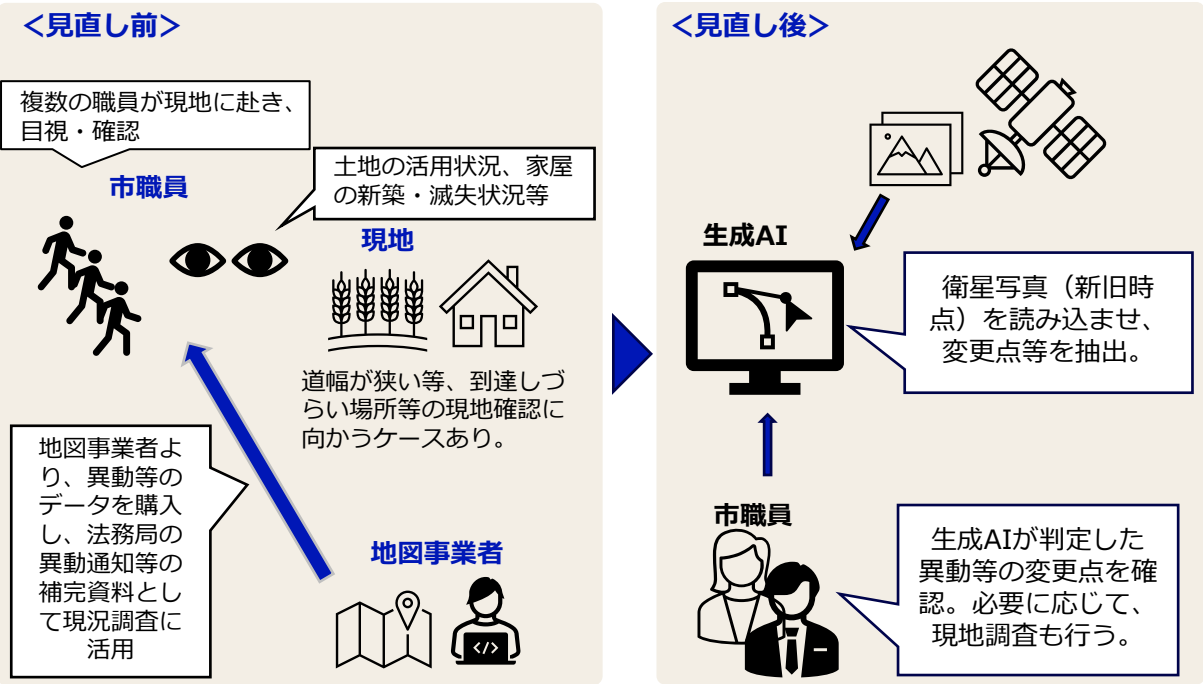 ＜見直し前＞
複数の職員が現地に赴き、
目視・確認
市職員
土地の活用状況、家屋
の新築・滅失状況等
現地
道幅が狭い等、到達しづ
らい場所等の現地確認に
向かうケースあり。
地図事業者よ
り、異動等の
データを購入
し、法務局の
異動通知等の
補完資料とし
て現況調査に
活用
地図事業者
</>
＜見直し後＞
生成AI
衛星写真（新旧時
点）を読み込ませ、
変更点等を抽出。
市職員
生成AIが判定した
異動等の変更点を確
認。必要に応じて、
現地調査も行う。